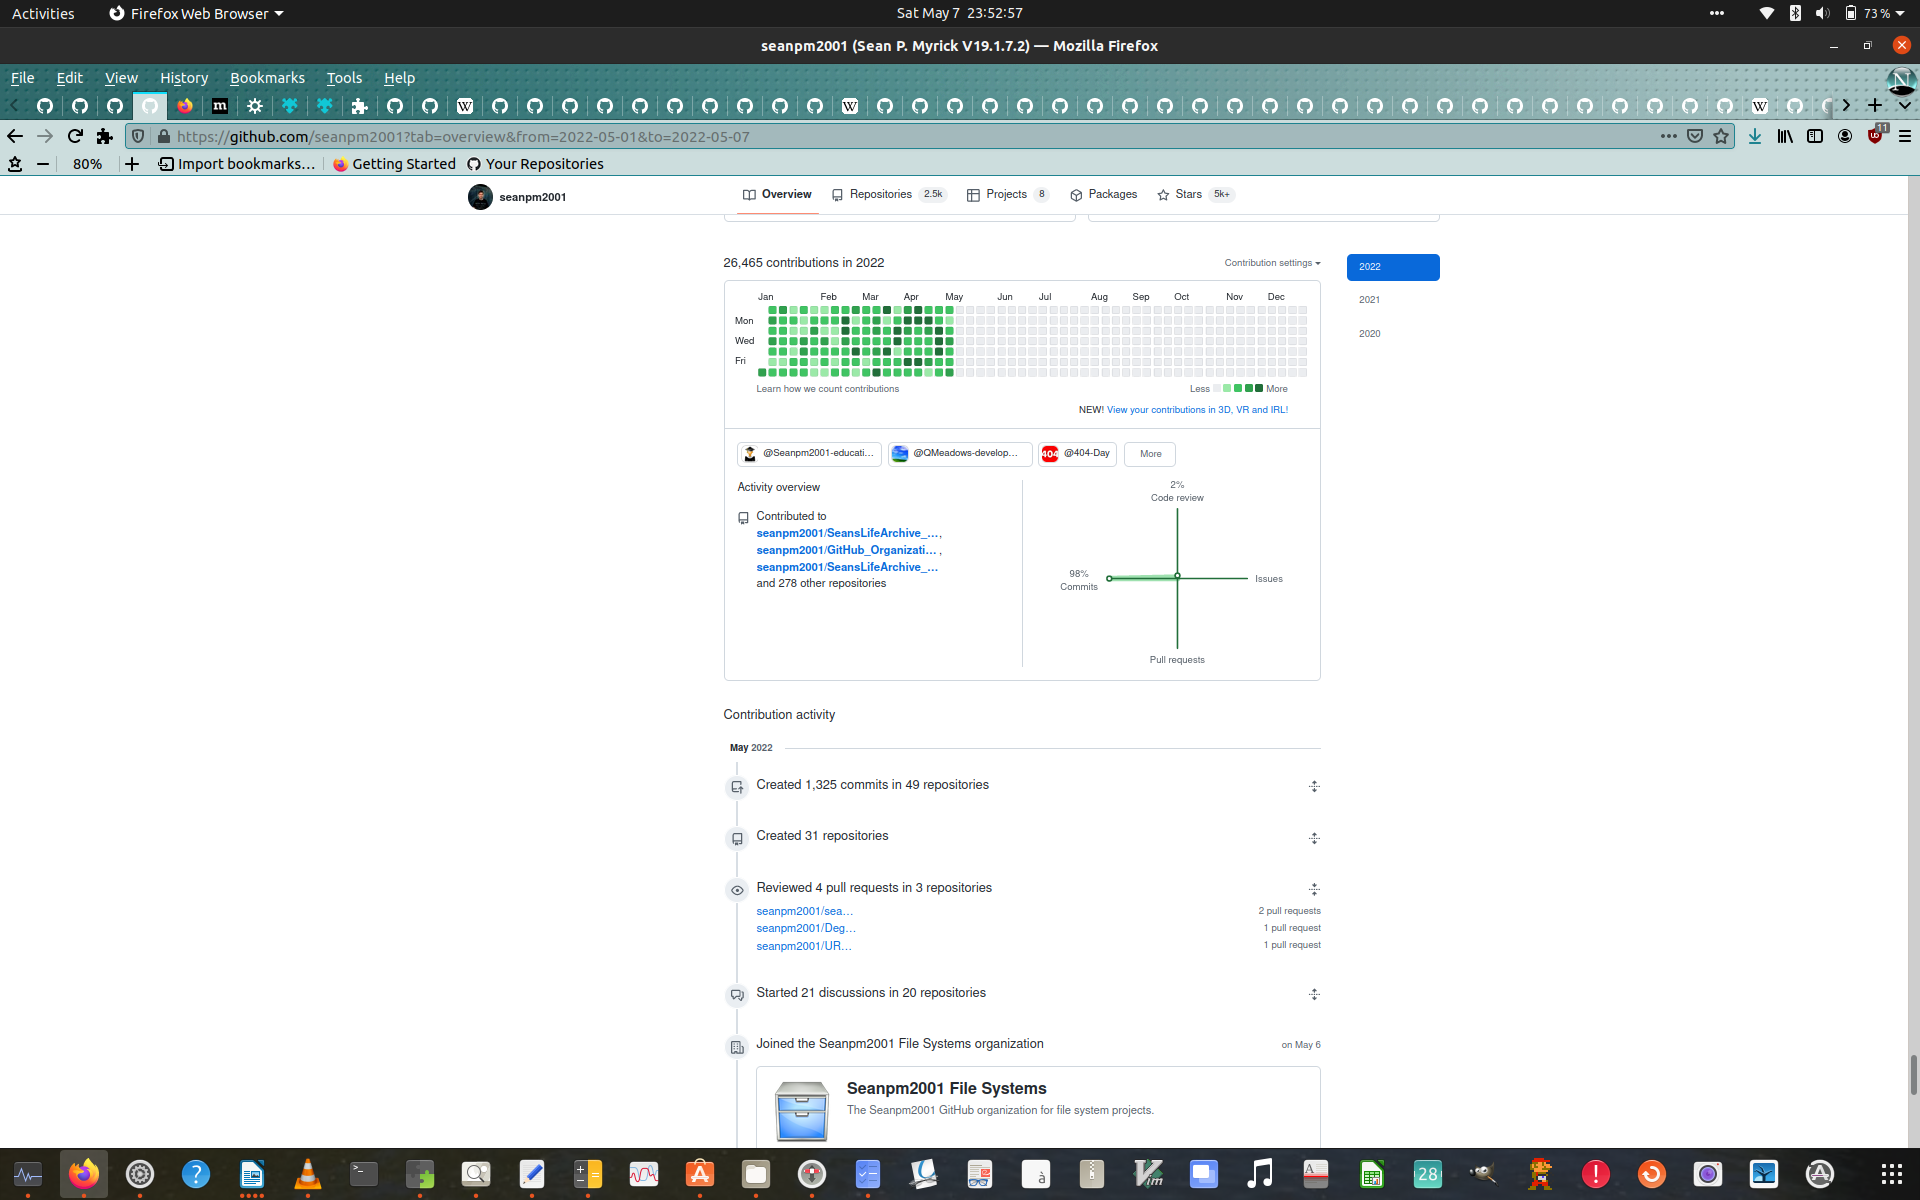 Activities
Firefox Web Browser
Sat May 7 23:52:57
73 %
seanpm2001 (Sean P. Myrick V19.1.7.2) — Mozilla Firefox
File Edit View History Bookmarks Tools Help
https://github.com/seanpm2001?tab=overview&from=2022-05-01&to=2022-05-07
11
80%
Import bookmarks…
Getting Started
Your Repositories
seanpm2001
Overview
Repositories 2.5k
Projects 8
Packages
Stars 5k+
26,465 contributions in 2022
Contribution settings
2022
2021
2020
Jan Feb Mar Apr May Jun Jul Aug Sep Oct Nov Dec
Mon
Wed
Fri
Learn how we count contributions
Less
More
NEW! View your contributions in 3D, VR and IRL!
@Seanpm2001-educati…
@QMeadows-develop…
404
@404-Day
More
Activity overview
Contributed to
seanpm2001/SeansLifeArchive_… ,
seanpm2001/GitHub_Organizati… ,
seanpm2001/SeansLifeArchive_…
and 278 other repositories
2%
Code review
98%
Commits
Issues
Pull requests
Contribution activity
May 2022
Created 1,325 commits in 49 repositories
Created 31 repositories
Reviewed 4 pull requests in 3 repositories
seanpm2001/sea… 2 pull requests
seanpm2001/Deg… 1 pull request
seanpm2001/UR… 1 pull request
Started 21 discussions in 20 repositories
Joined the Seanpm2001 File Systems organization on May 6
Seanpm2001 File Systems
The Seanpm2001 GitHub organization for file system projects.
28